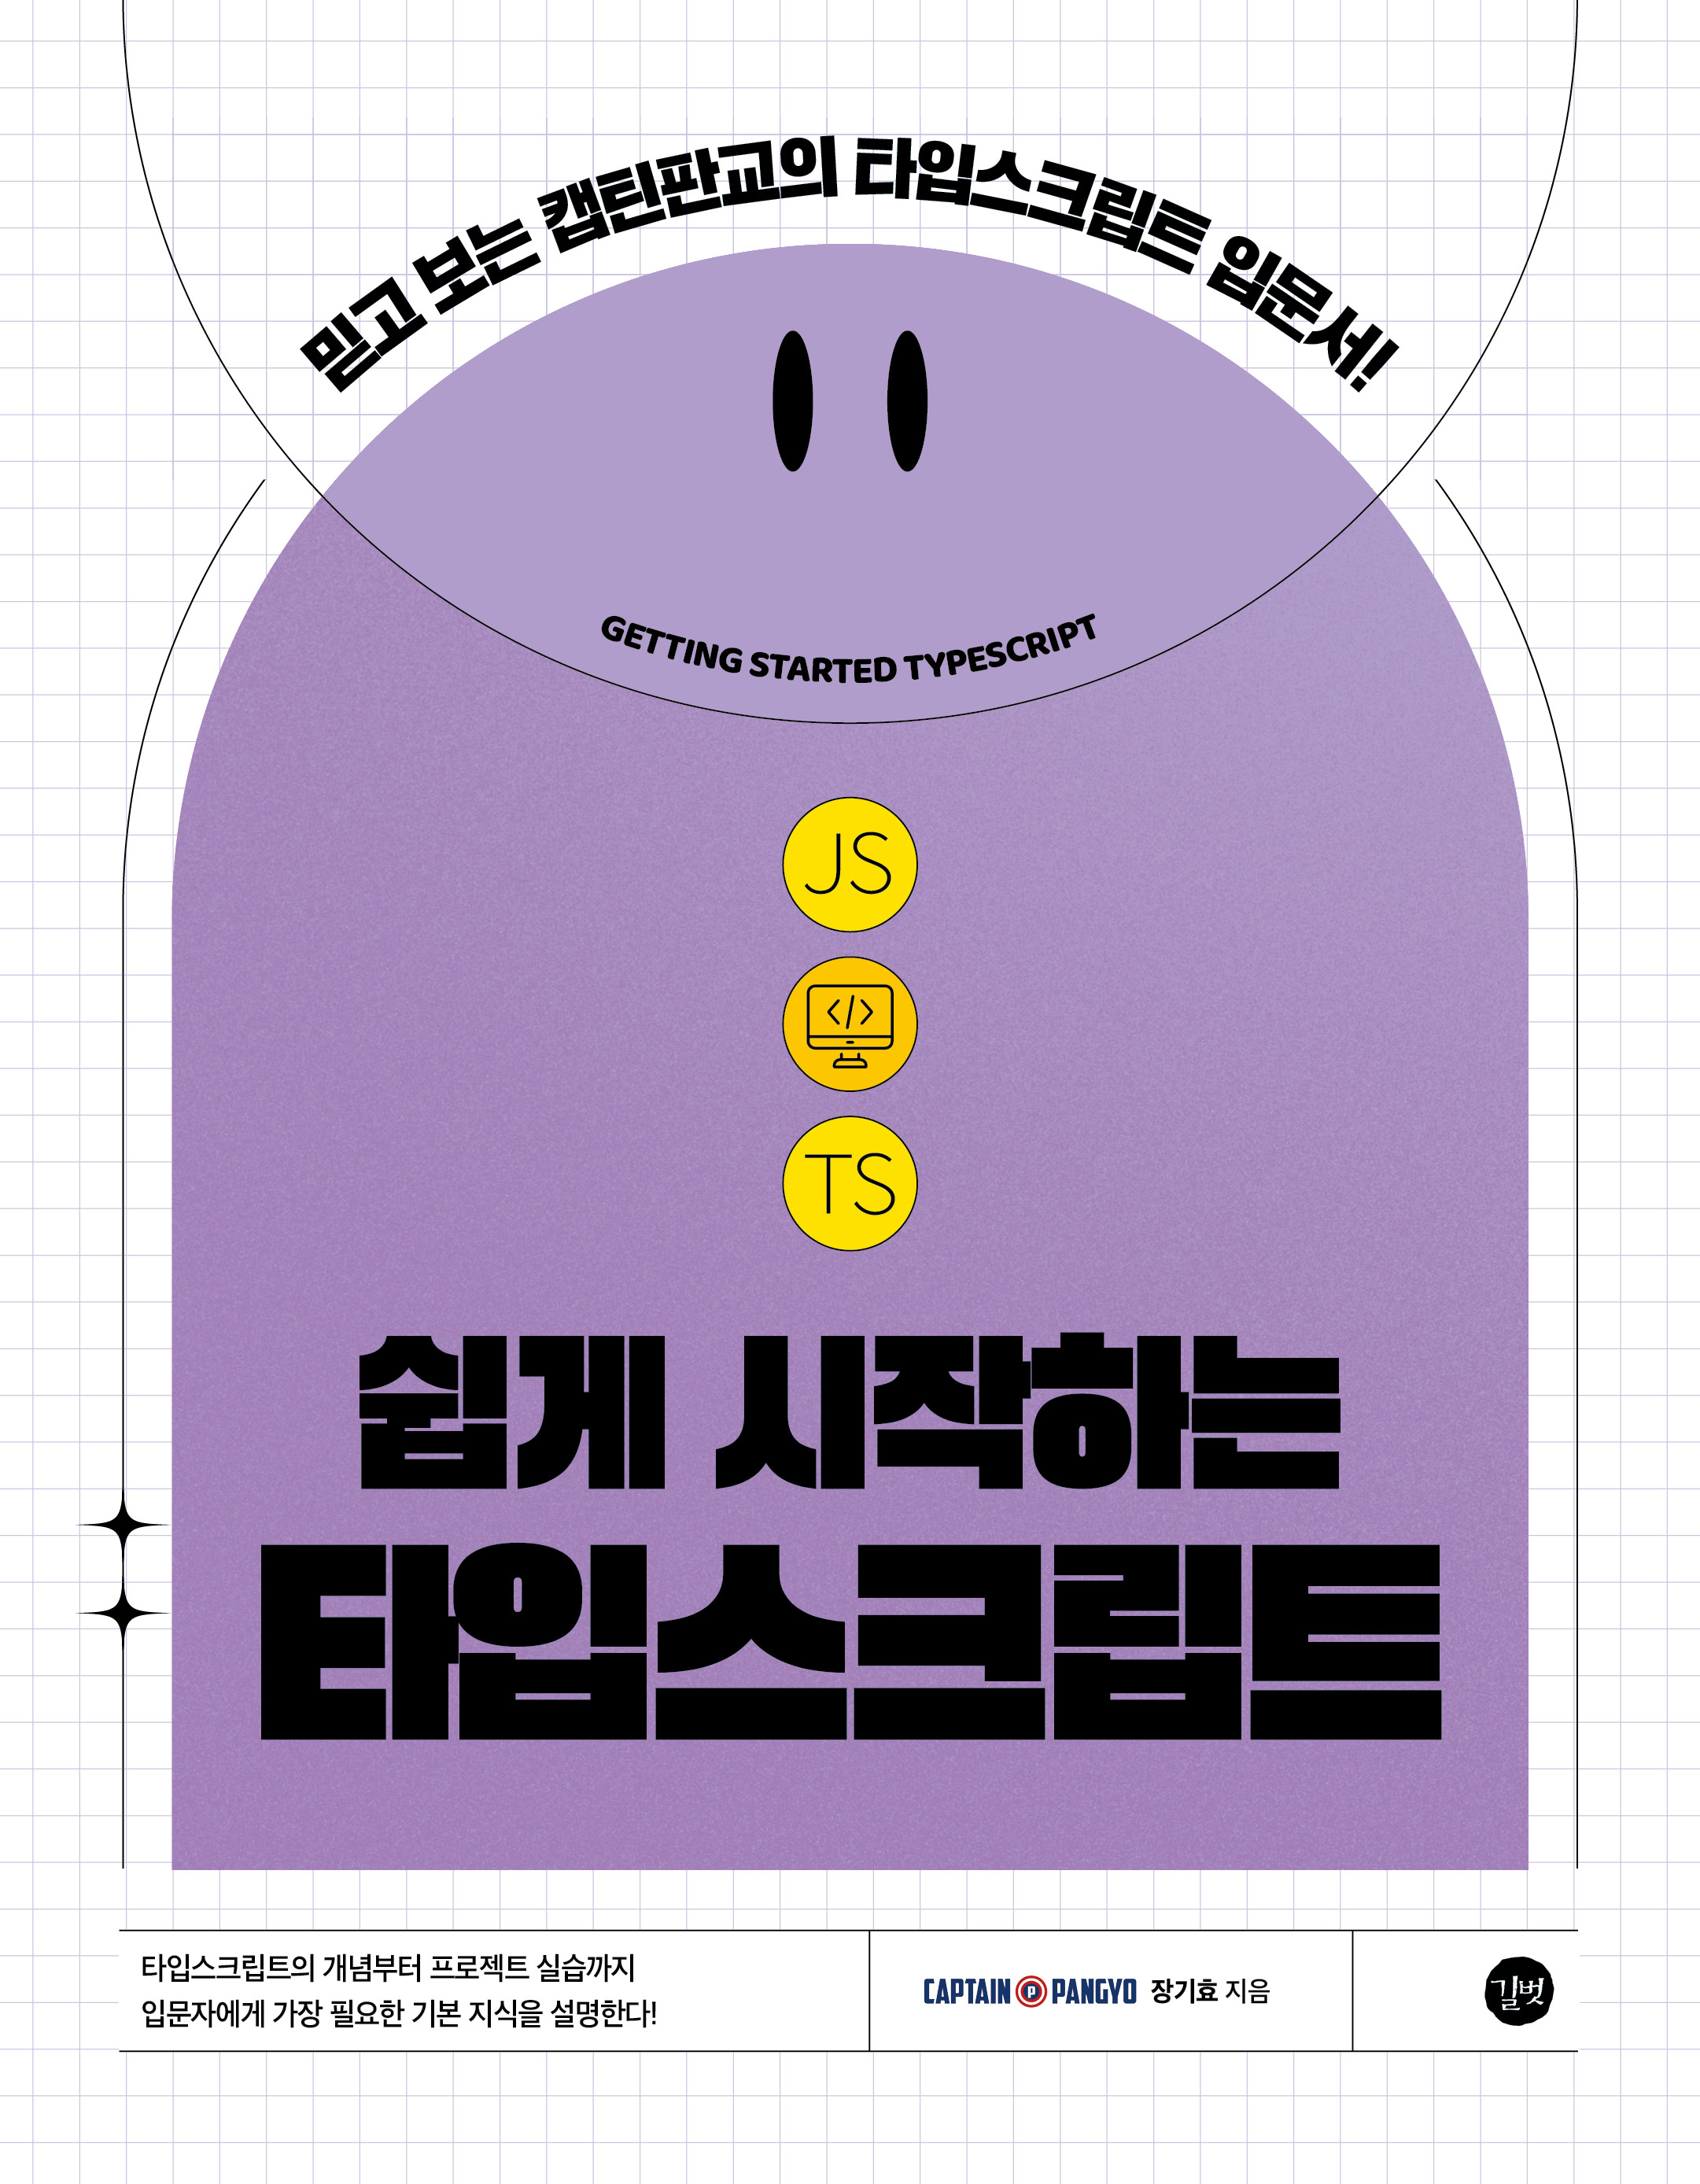 믿고 보는 캡틴판교의 타입스크립트 입문서!
GETTING STARTED TYPESCRIPT
JS
</>
TS
쉽게 시작하는
타입스크립트
타입스크립트의 개념부터 프로젝트 실습까지
입문자에게 가장 필요한 기본 지식을 설명한다!
CAPTAIN P PANGYO 장기효 지음
길벗